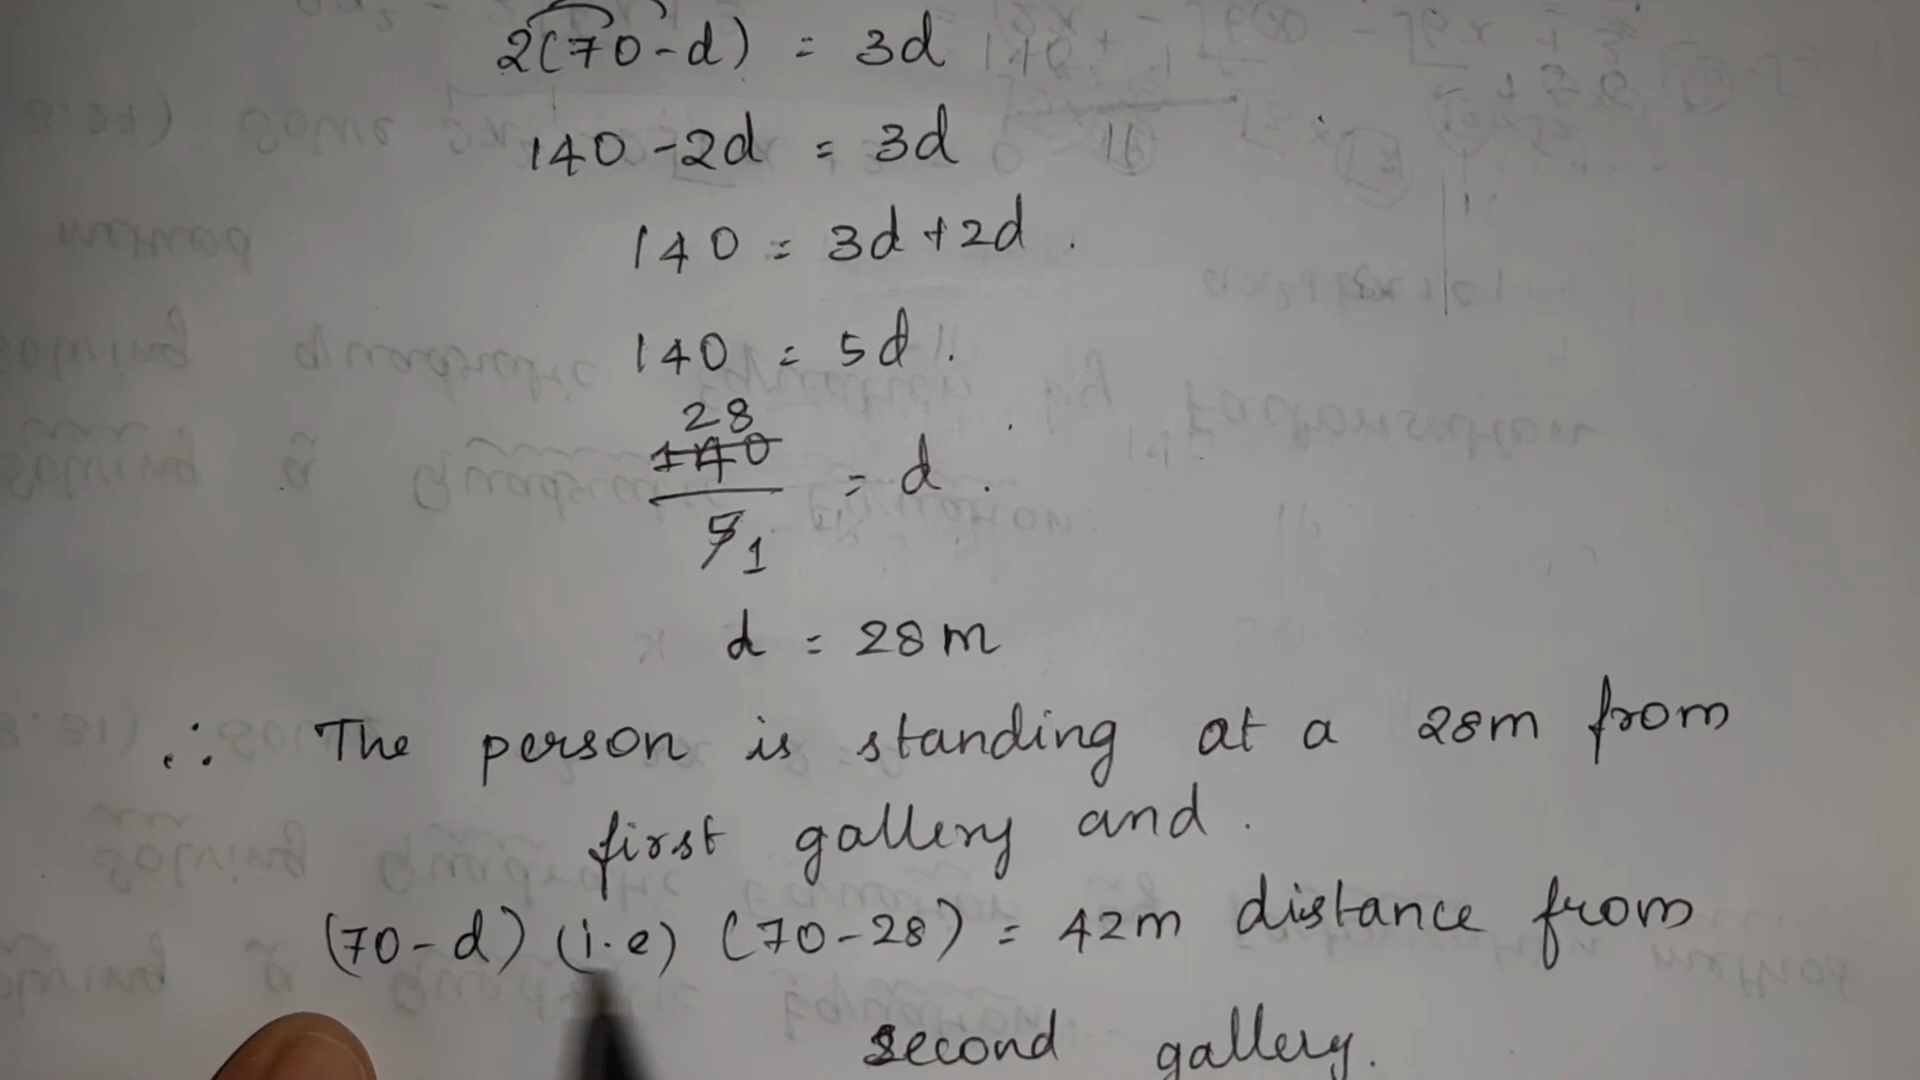 2(70-d) = 3d
140 - 2d = 3d
140 = 3d + 2d.
140 = 5d.
28
140/5 1 = d.
d = 28m
∴ The person is standing at a 28m from
first gallery and.
(70-d) (i.e) (70-28) = 42m distance from
second gallery.